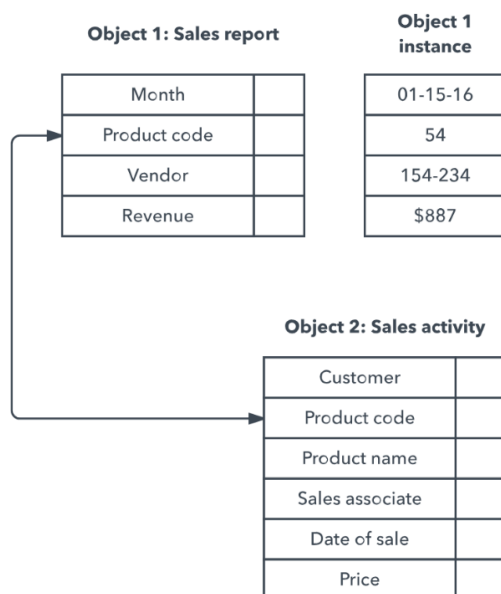 Object 1: Sales report
Object 1
instance
Month
01-15-16
Product code
54
Vendor
154-234
Revenue
$887
Object 2: Sales activity
Customer
Product code
Product name
Sales associate
Date of sale
Price